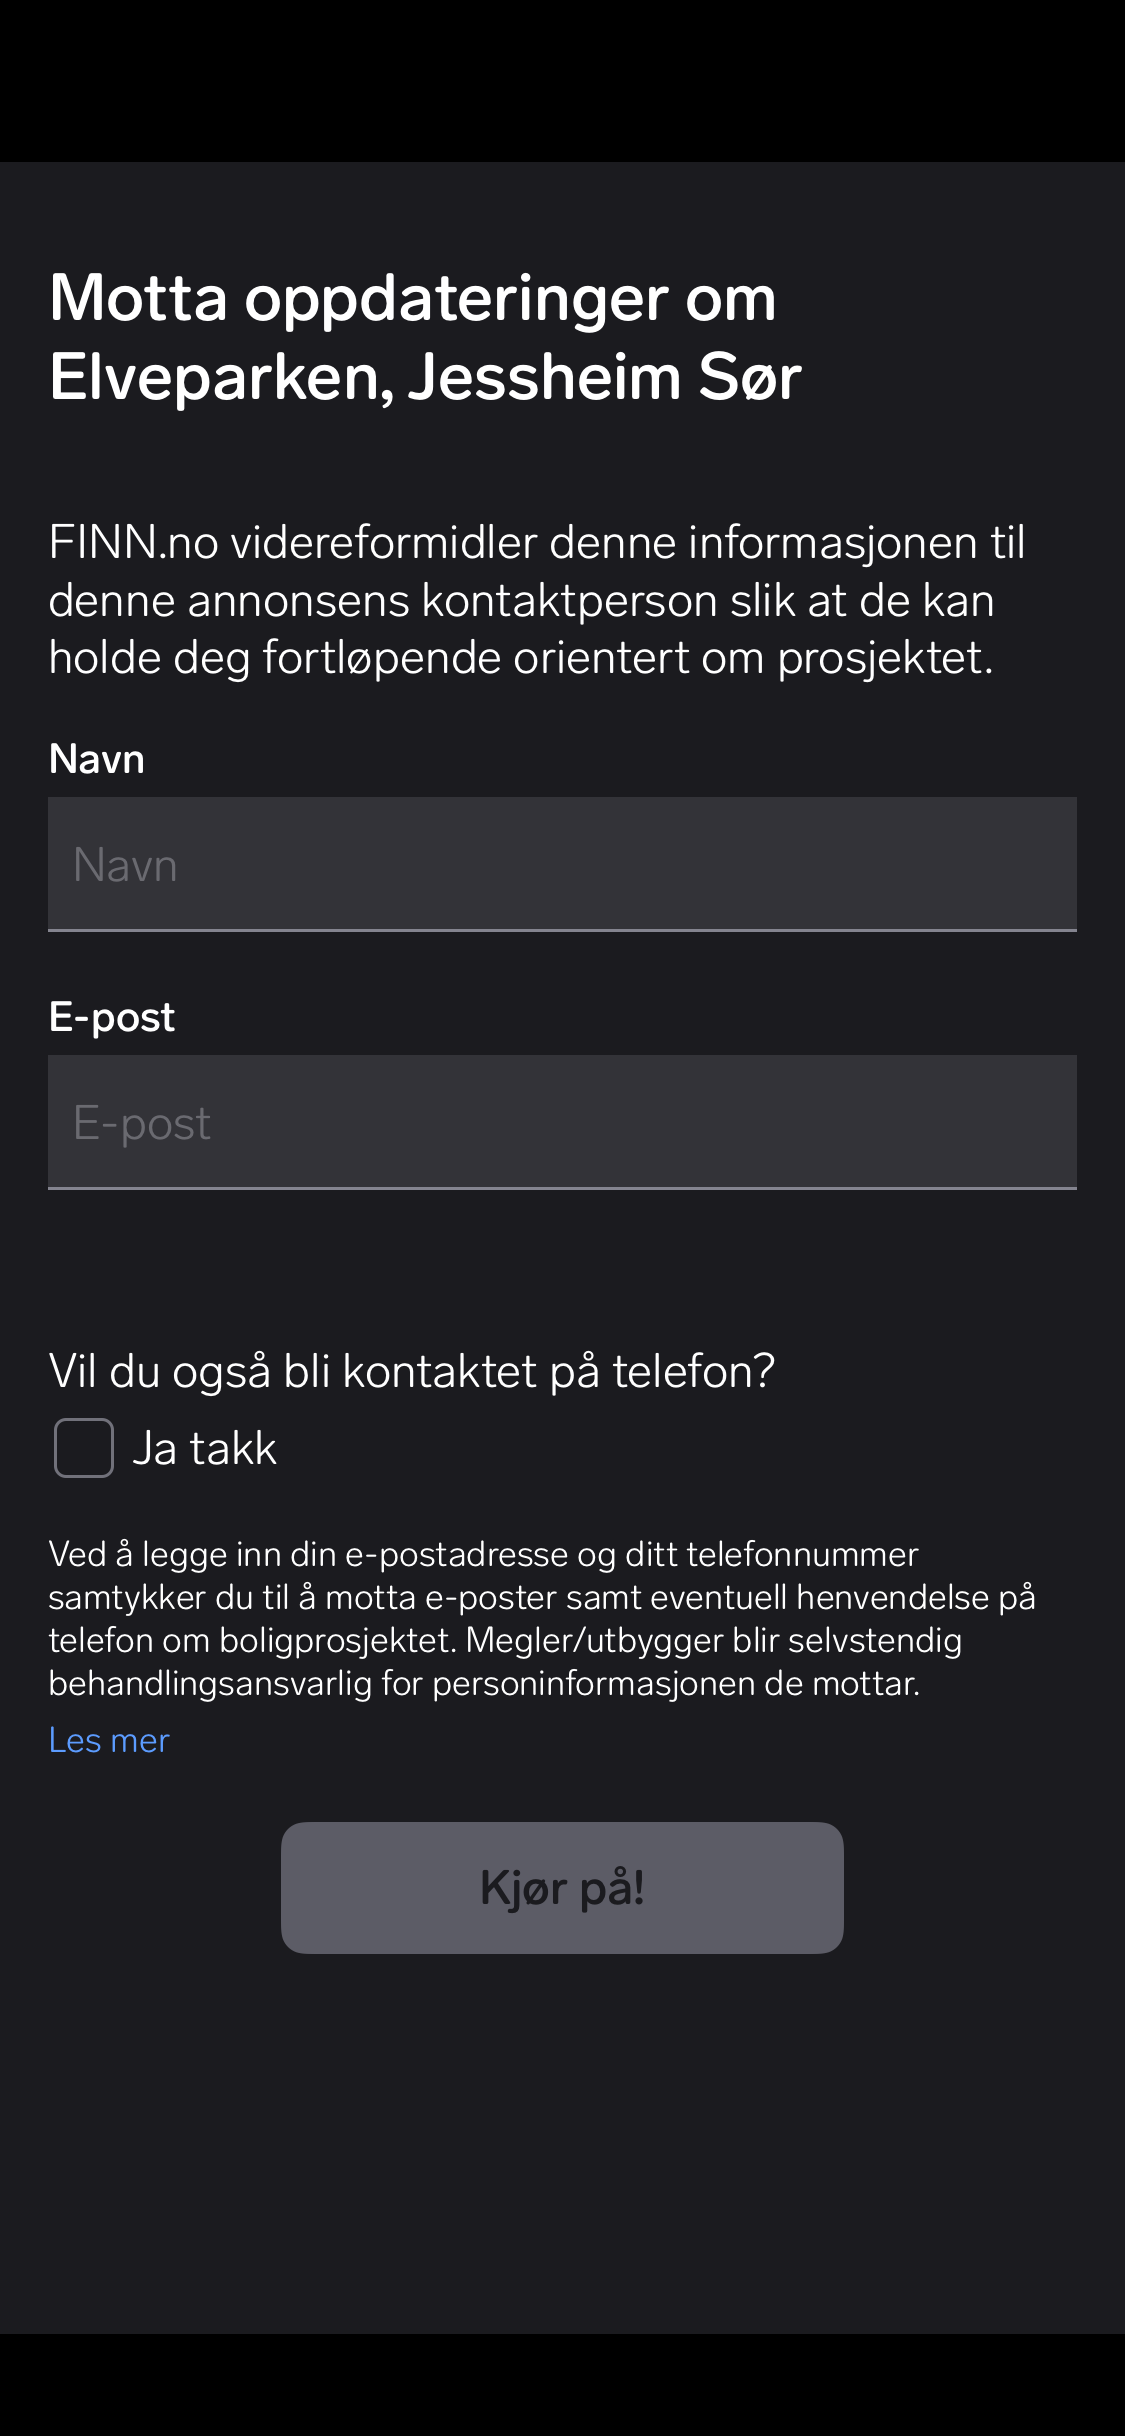 Motta oppdateringer om
Elveparken, Jessheim Sør
FINN.no videreformidler denne informasjonen til
denne annonsens kontaktperson slik at de kan
holde deg fortløpende orientert om prosjektet.
Navn
Navn
E-post
E-post
Vil du også bli kontaktet på telefon?
Ja takk
Ved å legge inn din e-postadresse og ditt telefonnummer
samtykker du til å motta e-poster samt eventuell henvendelse på
telefon om boligprosjektet. Megler/utbygger blir selvstendig
behandlingsansvarlig for personinformasjonen de mottar.
Les mer
Kjør på!